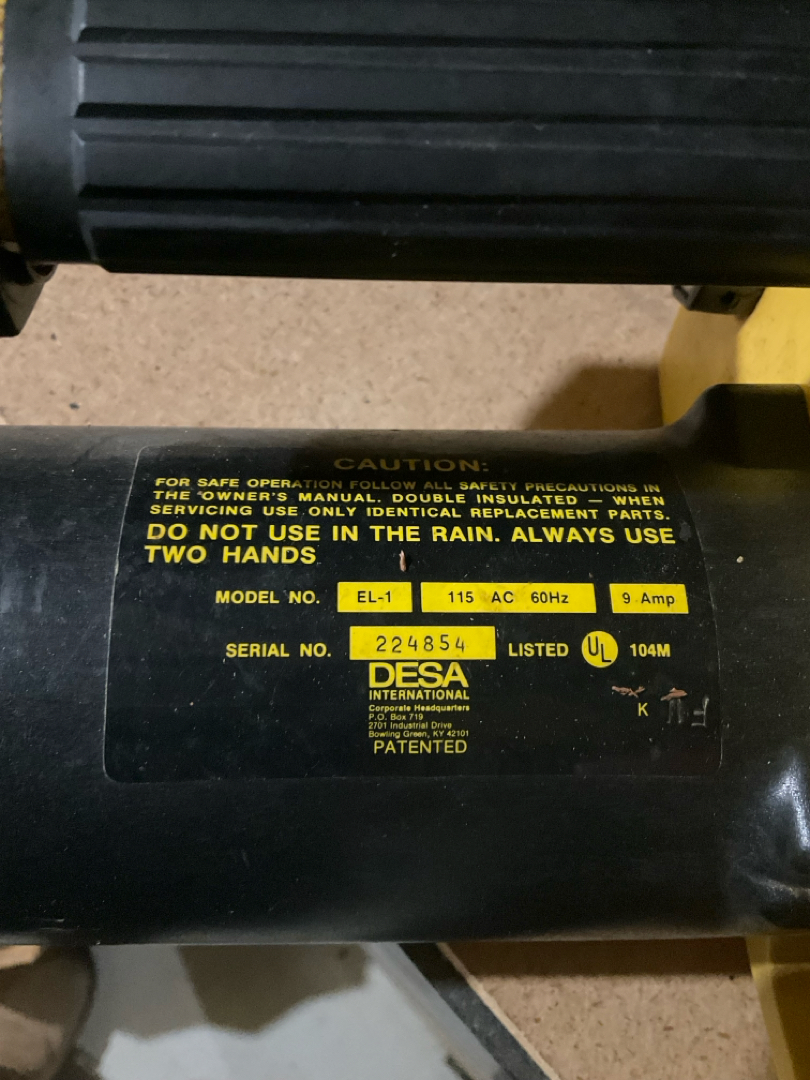 CAUTION:
FOR SAFE OPERATION FOLLOW ALL SAFETY PRECAUTIONS IN
THE OWNER'S MANUAL. DOUBLE INSULATED — WHEN
SERVICING USE ONLY IDENTICAL REPLACEMENT PARTS.
DO NOT USE IN THE RAIN. ALWAYS USE
TWO HANDS
MODEL NO. EL-1 115 AC 60Hz 9 Amp
SERIAL NO. 224854 LISTED UL 104M
DESA
INTERNATIONAL
Corporate Headquarters
P.O. Box 719
2701 Industrial Drive
Bowling Green, KY 42101
PATENTED
K